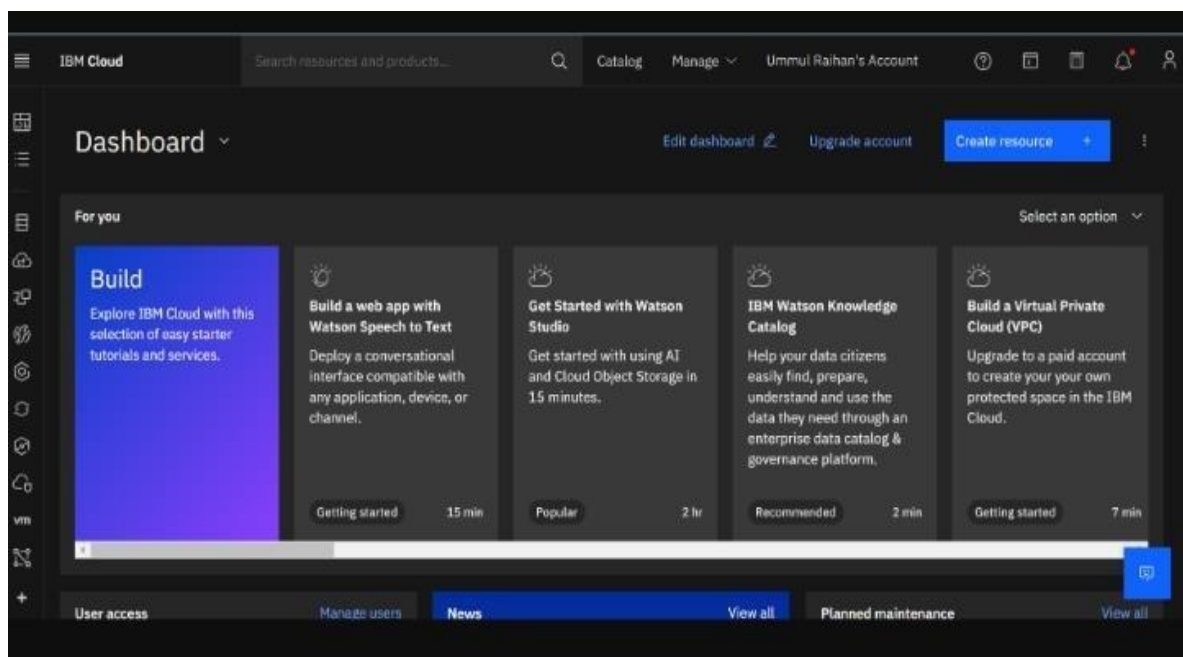 IBM Cloud
Search resources and products...
Catalog
Manage
Ummul Raihan's Account
Dashboard
Edit dashboard
Upgrade account
Create resource +
For you
Select an option
Build
Explore IBM Cloud with this
selection of easy starter
tutorials and services.
Build a web app with
Watson Speech to Text
Deploy a conversational
interface compatible with
any application, device, or
channel.
Getting started
15 min
Get Started with Watson
Studio
Get started with using AI
and Cloud Object Storage in
15 minutes.
Popular
2 hr
IBM Watson Knowledge
Catalog
Help your data citizens
easily find, prepare,
understand and use the
data they need through an
enterprise data catalog &
governance platform.
Recommended
2 min
Build a Virtual Private
Cloud (VPC)
Upgrade to a paid account
to create your your own
protected space in the IBM
Cloud.
Getting started
7 min
vm
+
User access
Manage users
News
View all
Planned maintenance
View all